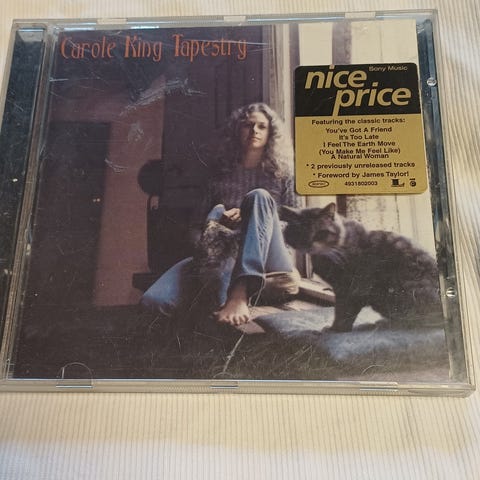 Carole King Tapestry
Sony Music
nice
price
Featuring the classic tracks:
You've Got A Friend
It's Too Late
I Feel The Earth Move
(You Make Me Feel Like)
A Natural Woman
* 2 previously unreleased tracks
* Foreword by James Taylor!
4931802003